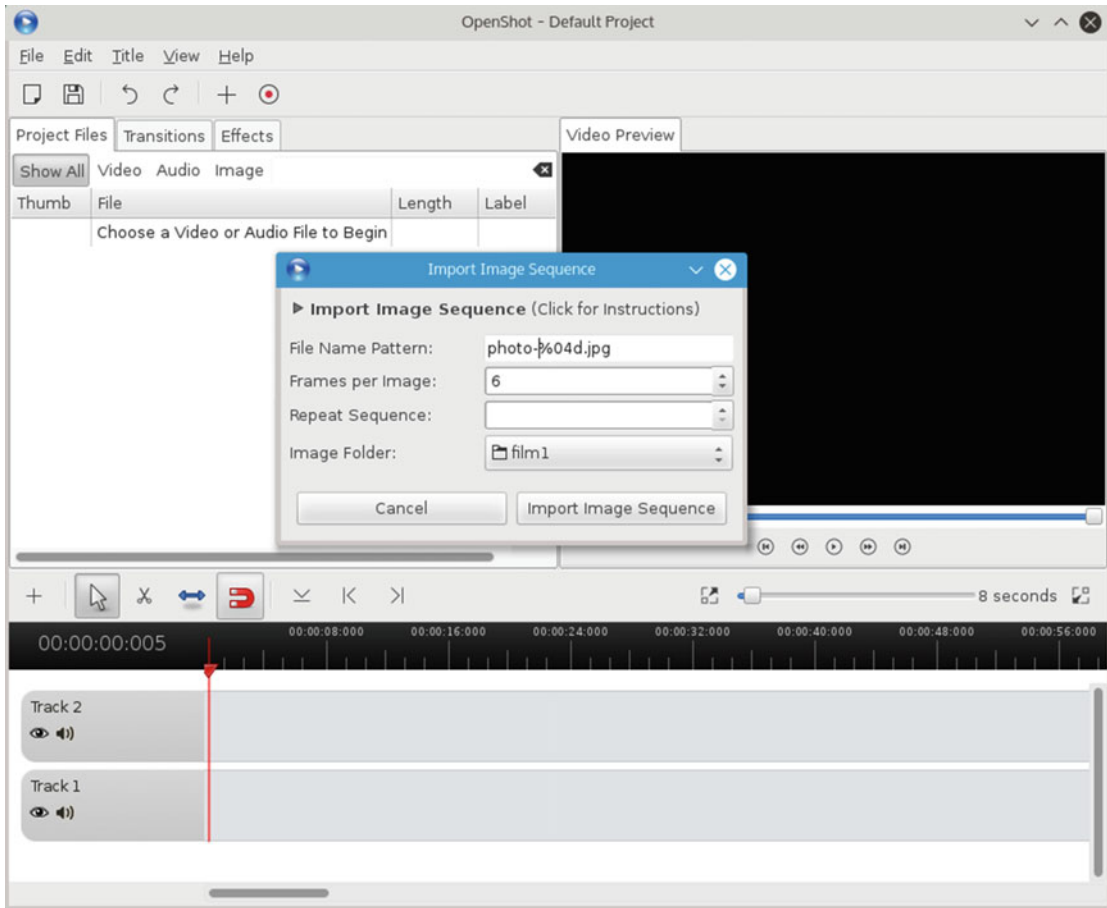 OpenShot - Default Project
File Edit Title View Help
Project Files Transitions Effects
Video Preview
Show All Video Audio Image
Thumb File Length Label
Choose a Video or Audio File to Begin
Import Image Sequence
Import Image Sequence (Click for Instructions)
File Name Pattern: photo-%04d.jpg
Frames per Image: 6
Repeat Sequence:
Image Folder: film1
Cancel Import Image Sequence
8 seconds
00:00:00:005
00:00:08:000 00:00:16:000 00:00:24:000 00:00:32:000 00:00:40:000 00:00:48:000 00:00:56:000
Track 2
Track 1